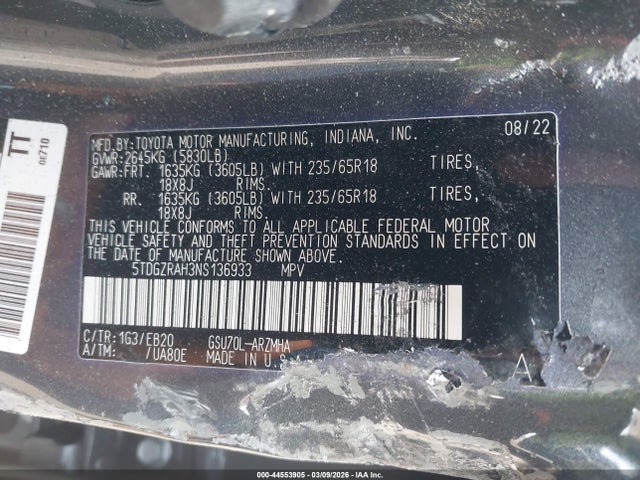 TT
0E710
MFD.BY:TOYOTA MOTOR MANUFACTURING, INDIANA, INC. 08/22
GVWR:2645KG (5830LB)
GAWR:FRT. 1635KG (3605LB) WITH 235/65R18 TIRES,
18X8J RIMS.
RR. 1635KG (3605LB) WITH 235/65R18 TIRES,
18X8J RIMS.
THIS VEHICLE CONFORMS TO ALL APPLICABLE FEDERAL MOTOR
VEHICLE SAFETY AND THEFT PREVENTION STANDARDS IN EFFECT ON
THE DATE OF MANUFACTURE SHOWN ABOVE.
5TDGZRAH3NS136933 MPV
C/TR:1G3/EB20 GSU70L-ARZMHA
A/TM: /UA80E MADE IN U.S.
A
000-44553905 - 03/09/2026 - IAA Inc.